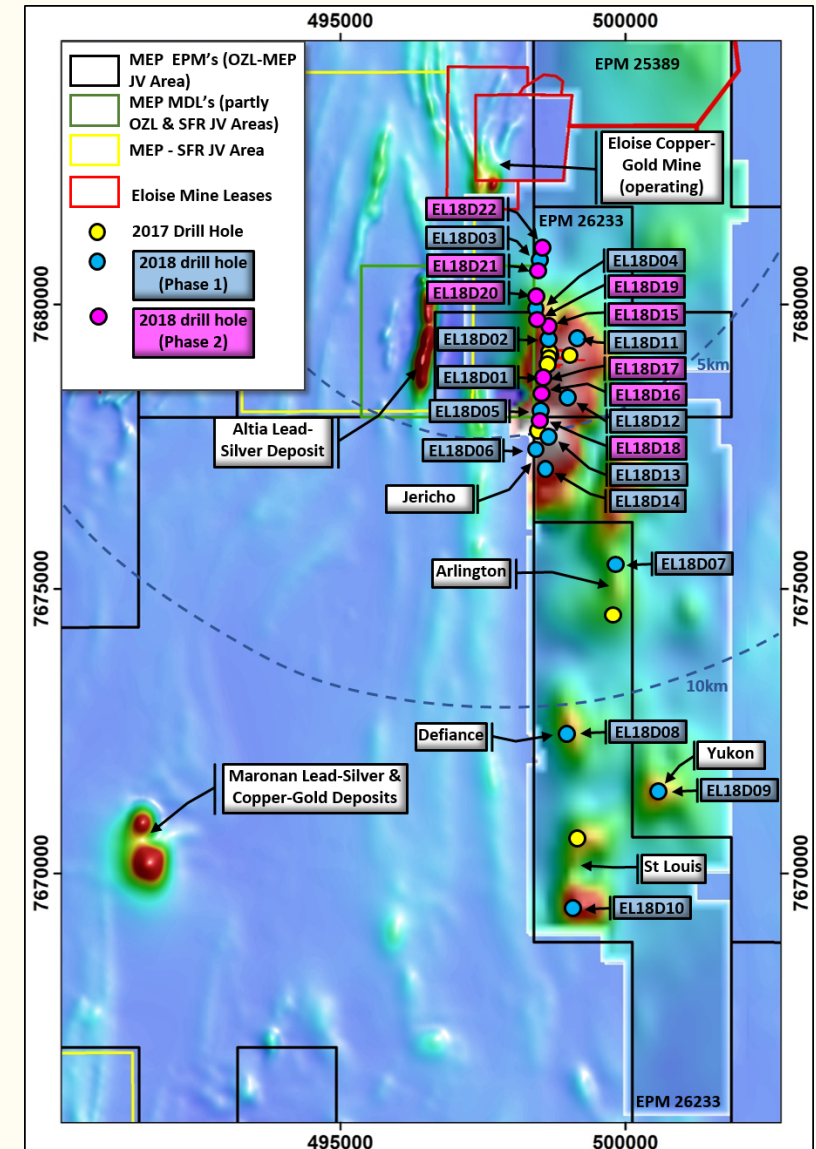 495000
500000
MEP EPM's (OZL-MEP
JV Area)
MEP MDL's (partly
OZL & SFR JV Areas)
MEP - SFR JV Area
Eloise Mine Leases
2017 Drill Hole
2018 drill hole
(Phase 1)
2018 drill hole
(Phase 2)
EPM 25389
Eloise Copper-
Gold Mine
(operating)
EL18D22
EPM 26233
EL18D03
EL18D21
EL18D04
EL18D20
EL18D19
7680000
7680000
EL18D15
EL18D02
EL18D11
5km
EL18D01
EL18D17
EL18D16
EL18D05
EL18D12
Altia Lead-
Silver Deposit
EL18D06
EL18D18
EL18D13
Jericho
EL18D14
EL18D07
Arlington
7675000
7675000
10km
Defiance
EL18D08
Yukon
EL18D09
Maronan Lead-Silver &
Copper-Gold Deposits
St Louis
7670000
7670000
EL18D10
EPM 26233
495000
500000